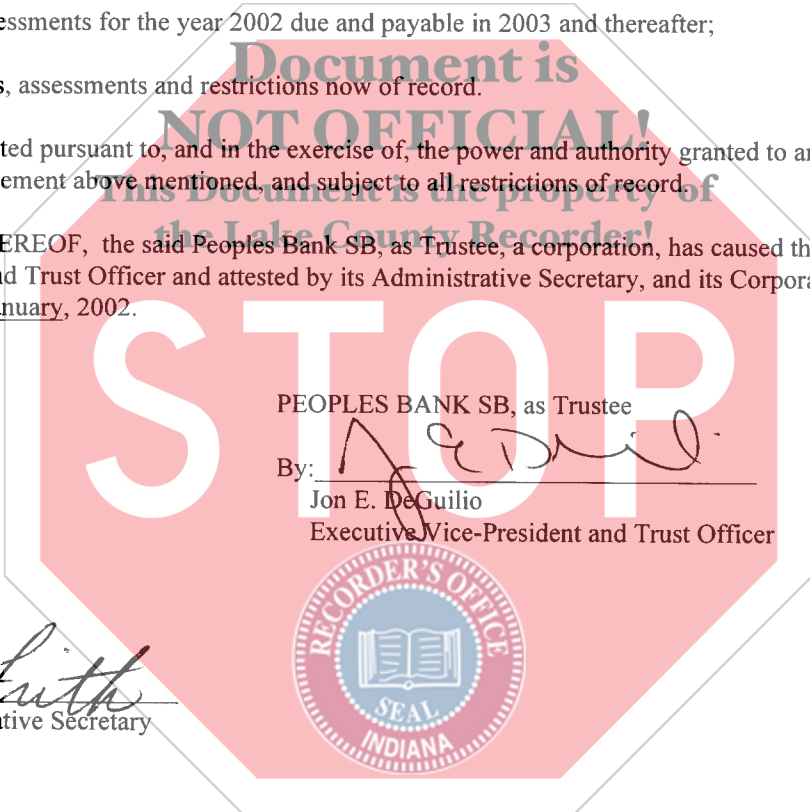 essments for the year 2002 due and payable in 2003 and thereafter;
Document is
s, assessments and restrictions now of record.
NOT OFFICIAL!
ted pursuant to, and in the exercise of, the power and authority granted to an
ement above mentioned, and subject to all restrictions of record.
This Document is the property of
the Lake County Recorder!
EREOF, the said Peoples Bank SB, as Trustee, a corporation, has caused th
d Trust Officer and attested by its Administrative Secretary, and its Corpora
nuary, 2002.
STOP
PEOPLES BANK SB, as Trustee
By:
Jon E. DeGuilio
Executive Vice-President and Trust Officer
RECORDER'S OFFICE
SEAL
INDIANA
ative Secretary